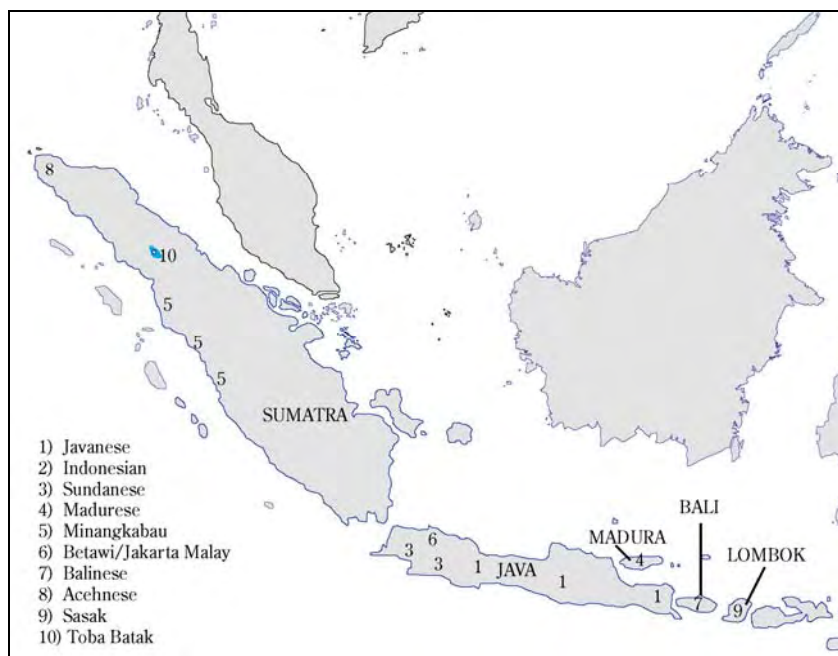 8
10
5
5
5
SUMATRA
1) Javanese
2) Indonesian
3) Sundanese
4) Madurese
5) Minangkabau
6) Betawi/Jakarta Malay
7) Balinese
8) Acehnese
9) Sasak
10) Toba Batak
BALI
MADURA
LOMBOK
6
3
3
1
JAVA
1
4
1
7
9